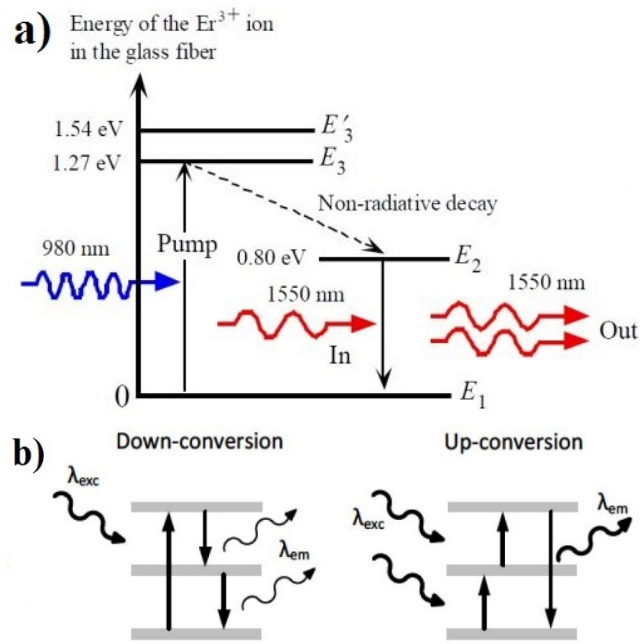 a) Energy of the Er³⁺ ion
in the glass fiber
1.54 eV E′₃
1.27 eV E₃
Non-radiative decay
980 nm Pump 0.80 eV E₂
1550 nm 1550 nm
In Out
0 E₁
b) Down-conversion Up-conversion
λexc λem
λexc λem